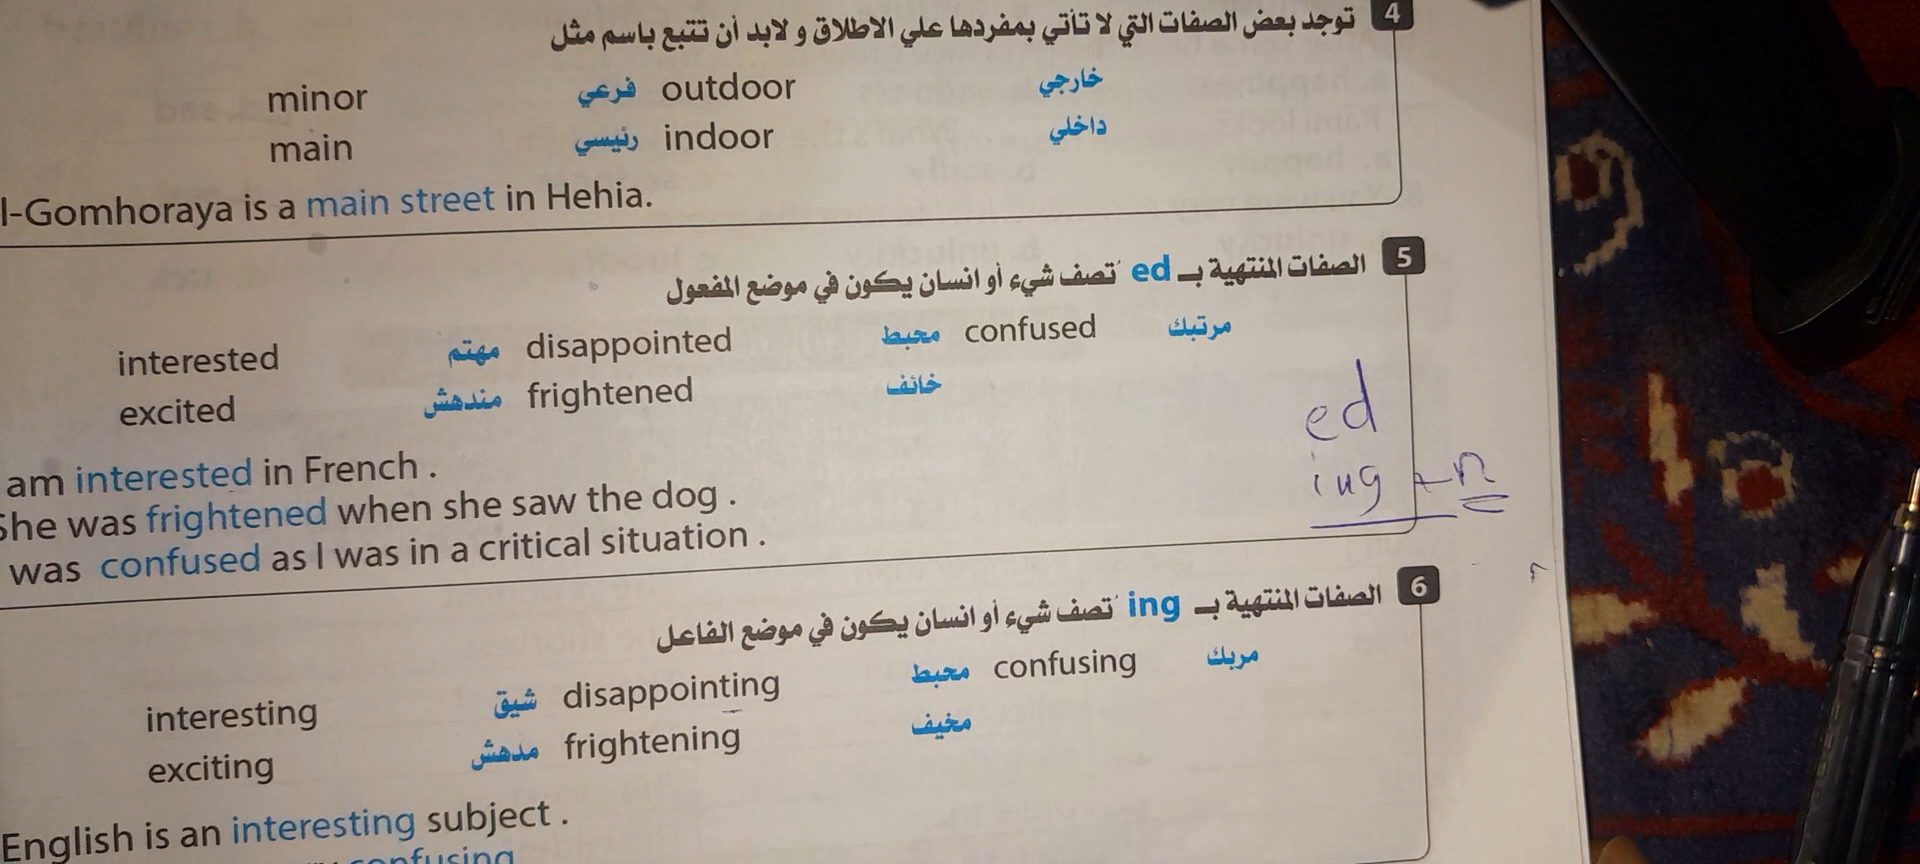 4 توجد بعض الصفات التي لا تأتي بمفردها علي الاطلاق و لابد أن تتبع باسم مثل
minor فرعي outdoor خارجي
main رئيسي indoor داخلي
l-Gomhoraya is a main street in Hehia.
5 الصفات المنتهية بـ ed تصف شيء أو انسان يكون في موضع المفعول
interested مهتم disappointed محبط confused مرتبك
excited مندهش frightened خائف
ed
ing + n
am interested in French .
She was frightened when she saw the dog .
was confused as I was in a critical situation .
6 الصفات المنتهية بـ ing تصف شيء أو انسان يكون في موضع الفاعل
interesting شيق disappointing محبط confusing مربك
exciting مدهش frightening مخيف
English is an interesting subject .
confusing